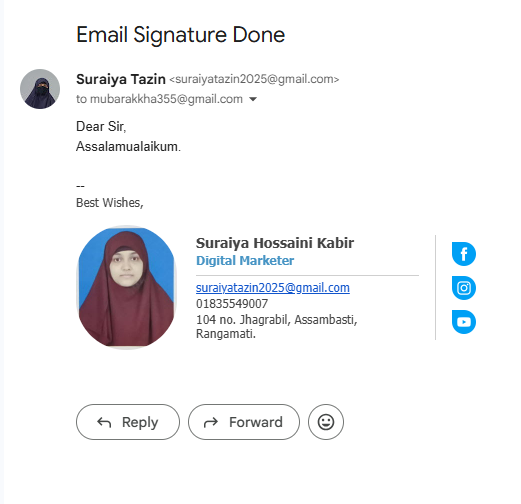 Email Signature Done
Suraiya Tazin <suraiyatazin2025@gmail.com>
to mubarakkha355@gmail.com
Dear Sir,
Assalamualaikum.
--
Best Wishes,
Suraiya Hossaini Kabir
Digital Marketer
suraiyatazin2025@gmail.com
01835549007
104 no. Jhagrabil, Assambasti,
Rangamati.
Reply
Forward